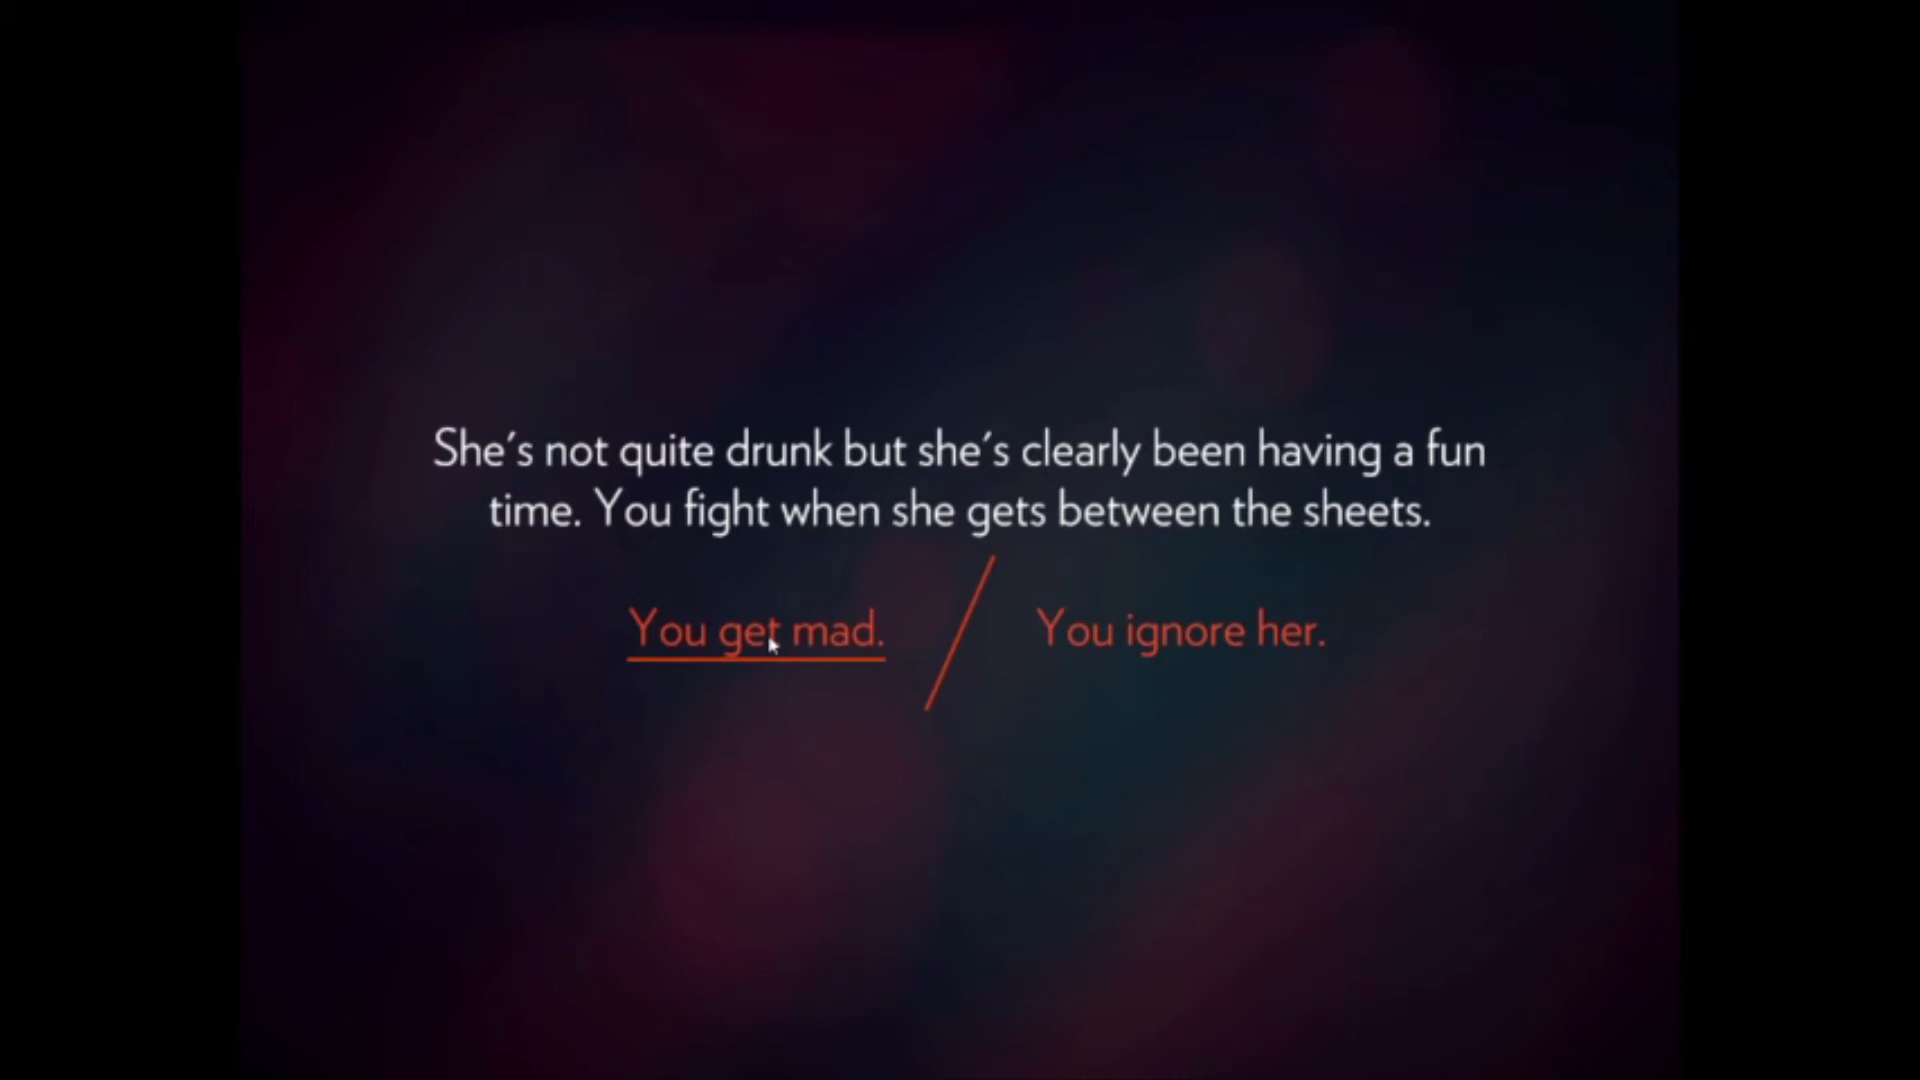 She's not quite drunk but she's clearly been having a fun
time. You fight when she gets between the sheets.
You get mad. / You ignore her.